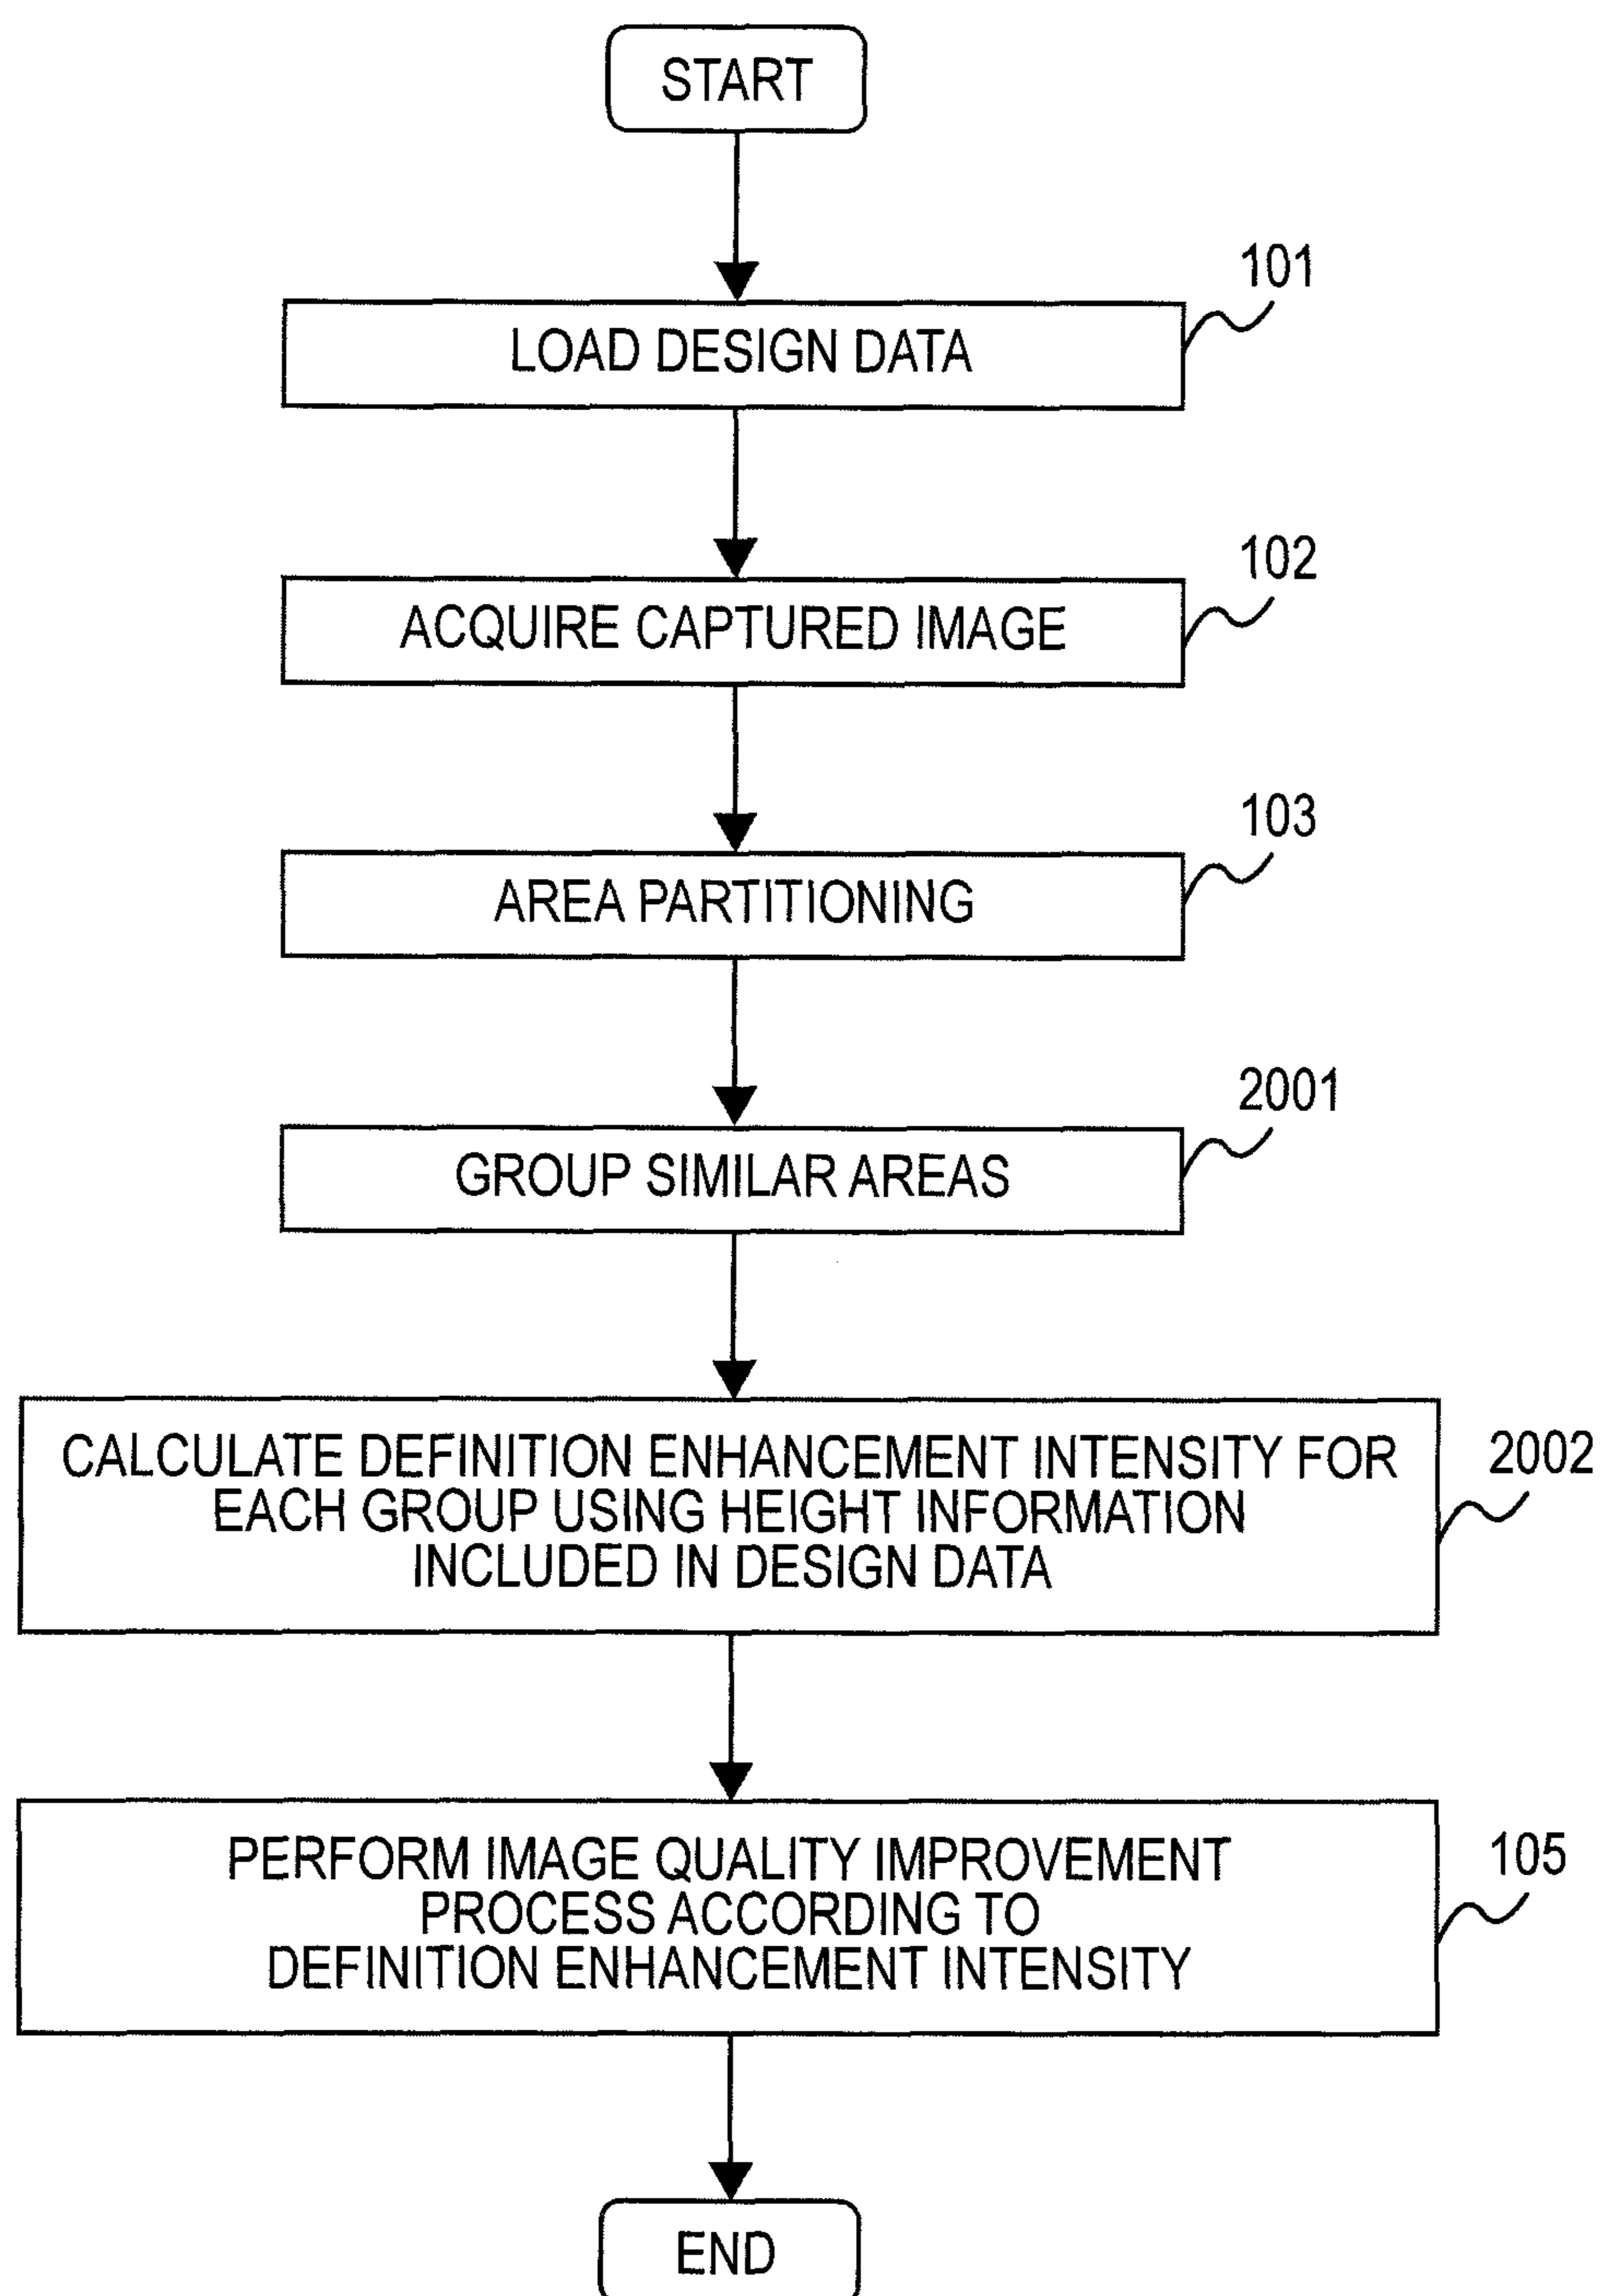 START
101
LOAD DESIGN DATA
102
ACQUIRE CAPTURED IMAGE
103
AREA PARTITIONING
2001
GROUP SIMILAR AREAS
2002
CALCULATE DEFINITION ENHANCEMENT INTENSITY FOR
EACH GROUP USING HEIGHT INFORMATION
INCLUDED IN DESIGN DATA
105
PERFORM IMAGE QUALITY IMPROVEMENT
PROCESS ACCORDING TO
DEFINITION ENHANCEMENT INTENSITY
END